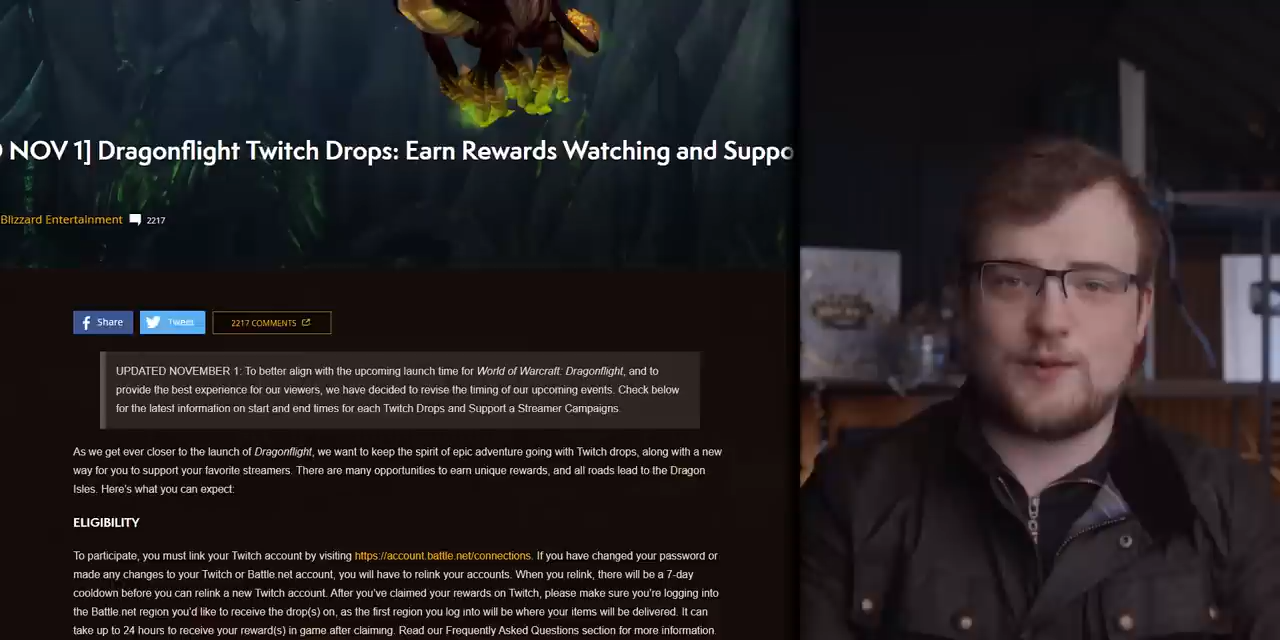 NOV 1] Dragonflight Twitch Drops: Earn Rewards Watching and Suppo
Blizzard Entertainment 2217
Share Tweet 2217 COMMENTS
UPDATED NOVEMBER 1: To better align with the upcoming launch time for World of Warcraft: Dragonflight, and to
provide the best experience for our viewers, we have decided to revise the timing of our upcoming events. Check below
for the latest information on start and end times for each Twitch Drops and Support a Streamer Campaigns.
As we get ever closer to the launch of Dragonflight, we want to keep the spirit of epic adventure going with Twitch drops, along with a new
way for you to support your favorite streamers. There are many opportunities to earn unique rewards, and all roads lead to the Dragon
Isles. Here's what you can expect:
ELIGIBILITY
To participate, you must link your Twitch account by visiting https://account.battle.net/connections. If you have changed your password or
made any changes to your Twitch or Battle.net account, you will have to relink your accounts. When you relink, there will be a 7-day
cooldown before you can relink a new Twitch account. After you've claimed your rewards on Twitch, please make sure you're logging into
the Battle.net region you'd like to receive the drop(s) on, as the first region you log into will be where your items will be delivered. It can
take up to 24 hours to receive your reward(s) in game after claiming. Read our Frequently Asked Questions section for more information.